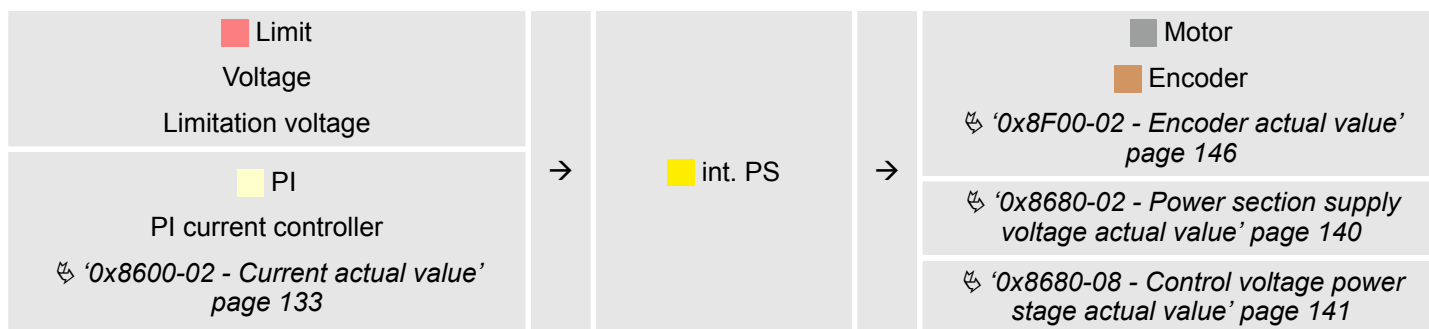 Limit
Voltage
Limitation voltage
PI
PI current controller
↳ '0x8600-02 - Current actual value'
page 133
→
int. PS
→
Motor
Encoder
↳ '0x8F00-02 - Encoder actual value'
page 146
↳ '0x8680-02 - Power section supply
voltage actual value' page 140
↳ '0x8680-08 - Control voltage power
stage actual value' page 141